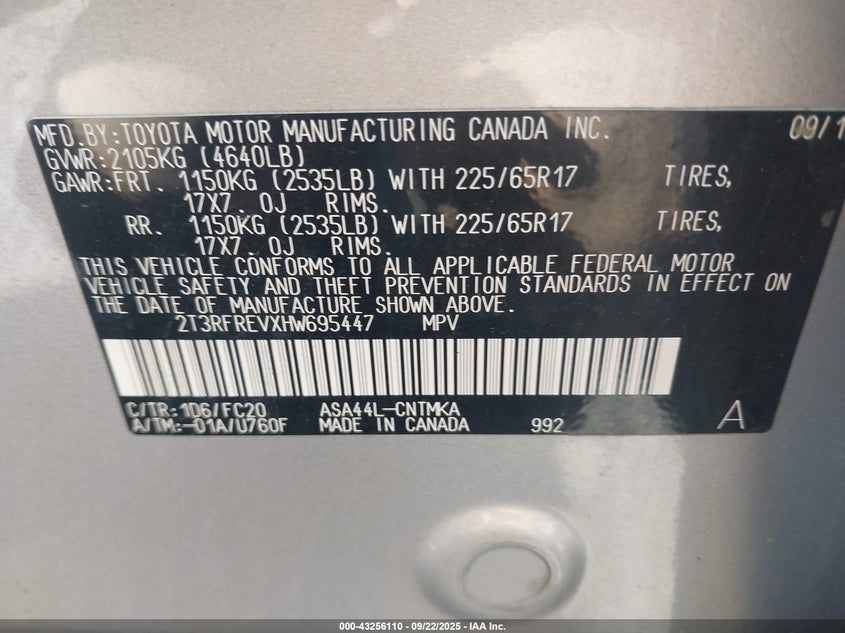 MFD.BY:TOYOTA MOTOR MANUFACTURING CANADA INC. 09/1
GVWR:2105KG (4640LB)
GAWR:FRT. 1150KG (2535LB) WITH 225/65R17 TIRES,
17X7.0J RIMS.
RR. 1150KG (2535LB) WITH 225/65R17 TIRES,
17X7.0J RIMS.
THIS VEHICLE CONFORMS TO ALL APPLICABLE FEDERAL MOTOR
VEHICLE SAFETY AND THEFT PREVENTION STANDARDS IN EFFECT ON
THE DATE OF MANUFACTURE SHOWN ABOVE.
2T3RFREVXHW695447 MPV
C/TR:1D6/FC20 ASA44L-CNTMKA
A/TM:-01A/U760F MADE IN CANADA 992 A
000-43256110 - 09/22/2025 - IAA Inc.